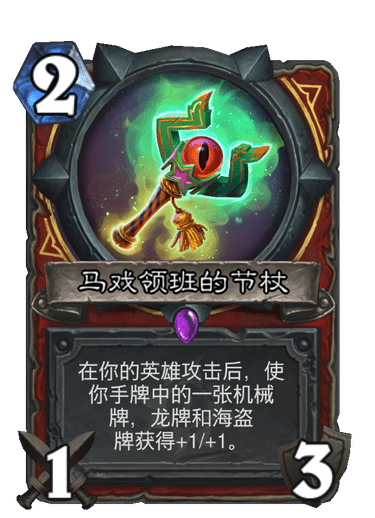 2
马戏领班的节杖
在你的英雄攻击后，使
你手牌中的一张机械
牌，龙牌和海盗
牌获得+1/+1。
1
3